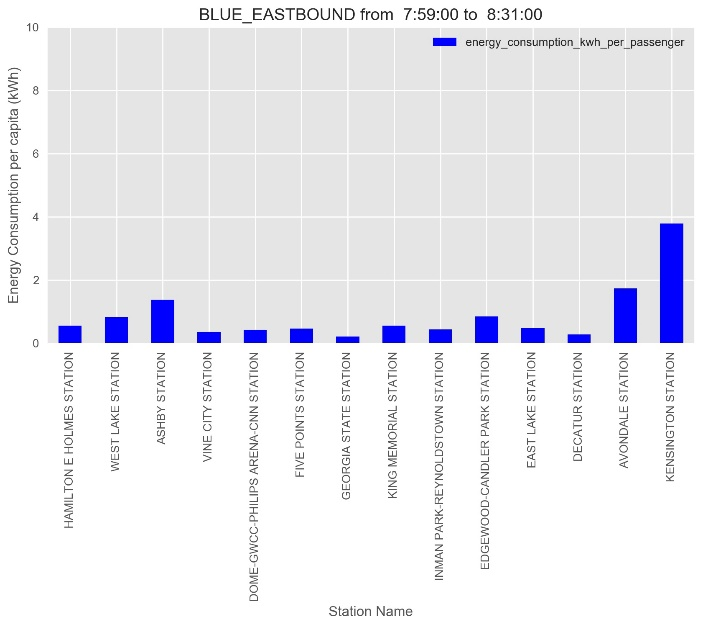 BLUE_EASTBOUND from  7:59:00 to  8:31:00
energy_consumption_kwh_per_passenger
Energy Consumption per capita (kWh)
10
8
6
4
2
0
HAMILTON E HOLMES STATION
WEST LAKE STATION
ASHBY STATION
VINE CITY STATION
DOME-GWCC-PHILIPS ARENA-CNN STATION
FIVE POINTS STATION
GEORGIA STATE STATION
KING MEMORIAL STATION
INMAN PARK-REYNOLDSTOWN STATION
EDGEWOOD-CANDLER PARK STATION
EAST LAKE STATION
DECATUR STATION
AVONDALE STATION
KENSINGTON STATION
Station Name